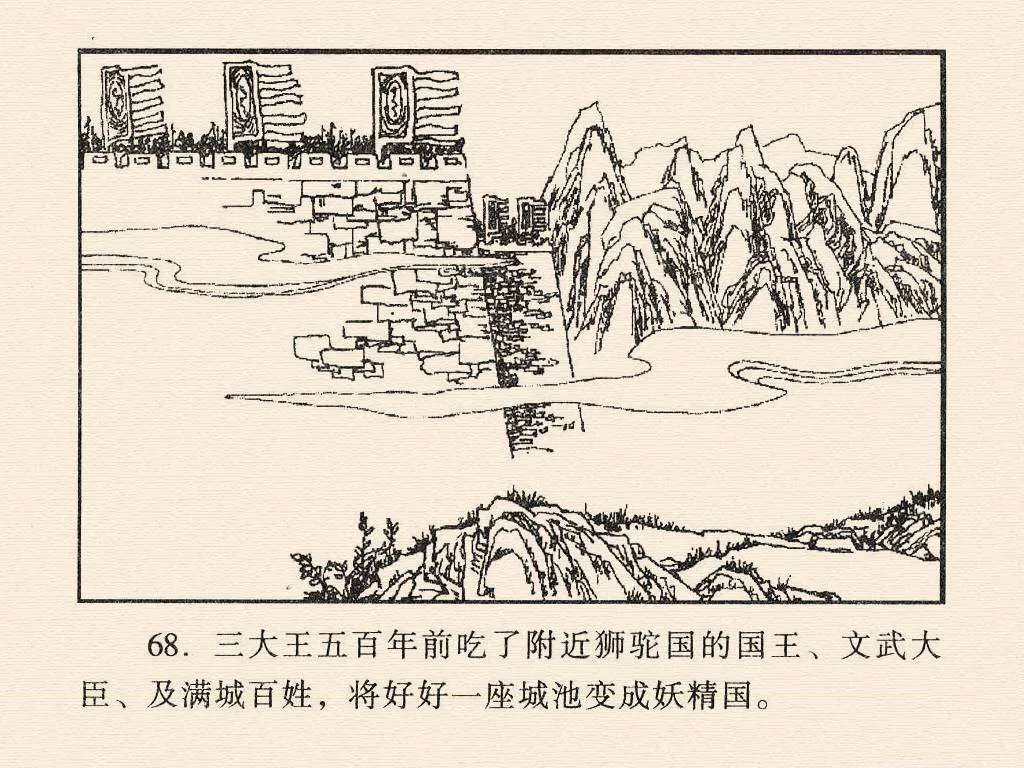 68. 三大王五百年前吃了附近狮驼国的国王、文武大
臣、及满城百姓，将好好一座城池变成妖精国。